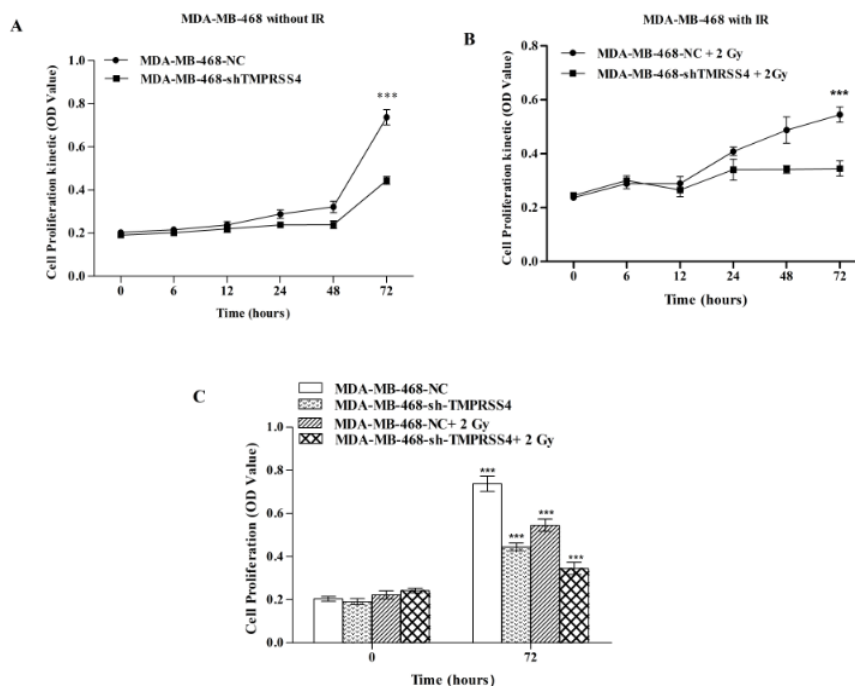 A
MDA-MB-468 without IR
MDA-MB-468-NC
MDA-MB-468-shTMPRSS4
Cell Proliferation kinetic (OD Value)
1.0
0.8
0.6
0.4
0.2
0.0
***
0 6 12 24 48 72
Time (hours)
B
MDA-MB-468 with IR
MDA-MB-468-NC + 2 Gy
MDA-MB-468-shTMRSS4 + 2Gy
Cell Proliferation kinetic (OD Value)
0.8
0.6
0.4
0.2
0.0
***
0 6 12 24 48 72
Time (hours)
C
MDA-MB-468-NC
MDA-MB-468-sh-TMPRSS4
MDA-MB-468-NC+ 2 Gy
MDA-MB-468-sh-TMPRSS4+ 2 Gy
Cell Proliferation (OD Value)
1.0
0.8
0.6
0.4
0.2
0.0
***
***
***
***
0 72
Time (hours)